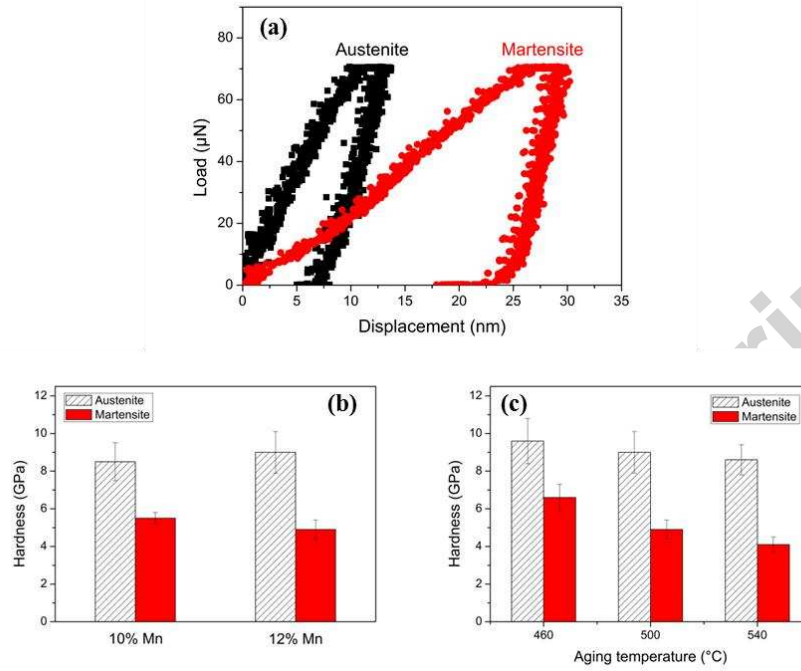 (a)
Austenite
Martensite
80
60
40
20
0
Load (µN)
0 5 10 15 20 25 30 35
Displacement (nm)
Austenite
Martensite
(b)
12
10
8
6
4
2
0
Hardness (GPa)
10% Mn 12% Mn
(c)
Austenite
Martensite
12
10
8
6
4
2
0
Hardness (GPa)
460 500 540
Aging temperature (°C)